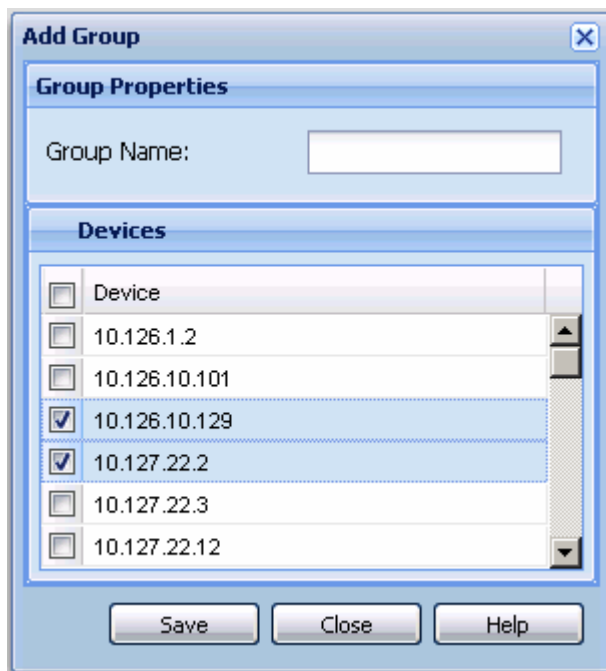 Add Group
Group Properties
Group Name:
Devices
Device
10.126.1.2
10.126.10.101
10.126.10.129
10.127.22.2
10.127.22.3
10.127.22.12
Save Close Help